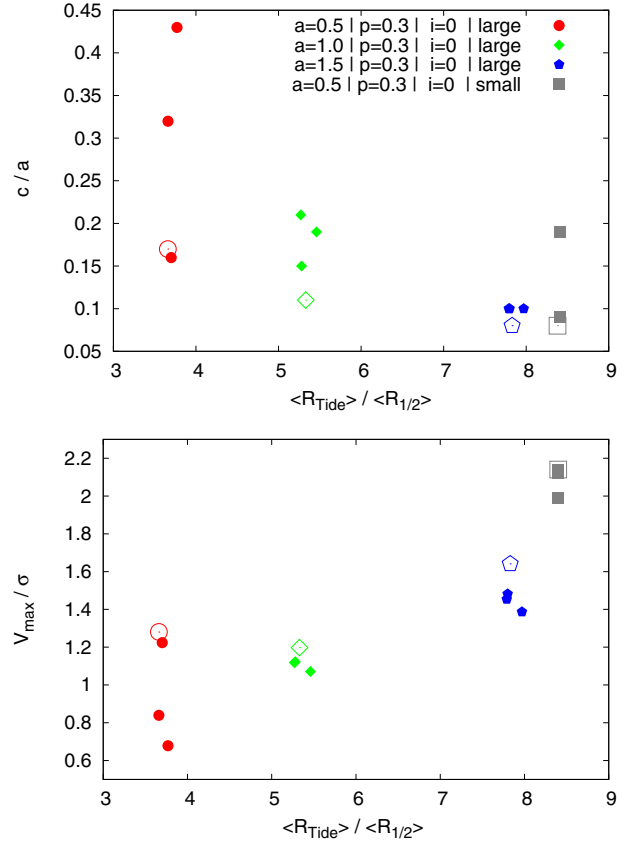 a=0.5 | p=0.3 | i=0 | large
a=1.0 | p=0.3 | i=0 | large
a=1.5 | p=0.3 | i=0 | large
a=0.5 | p=0.3 | i=0 | small
0.45
0.4
0.35
0.3
0.25
0.2
0.15
0.1
0.05
c / a
3 4 5 6 7 8 9
<R_Tide> / <R_1/2>
2.2
2
1.8
1.6
1.4
1.2
1
0.8
0.6
V_max / σ
3 4 5 6 7 8 9
<R_Tide> / <R_1/2>